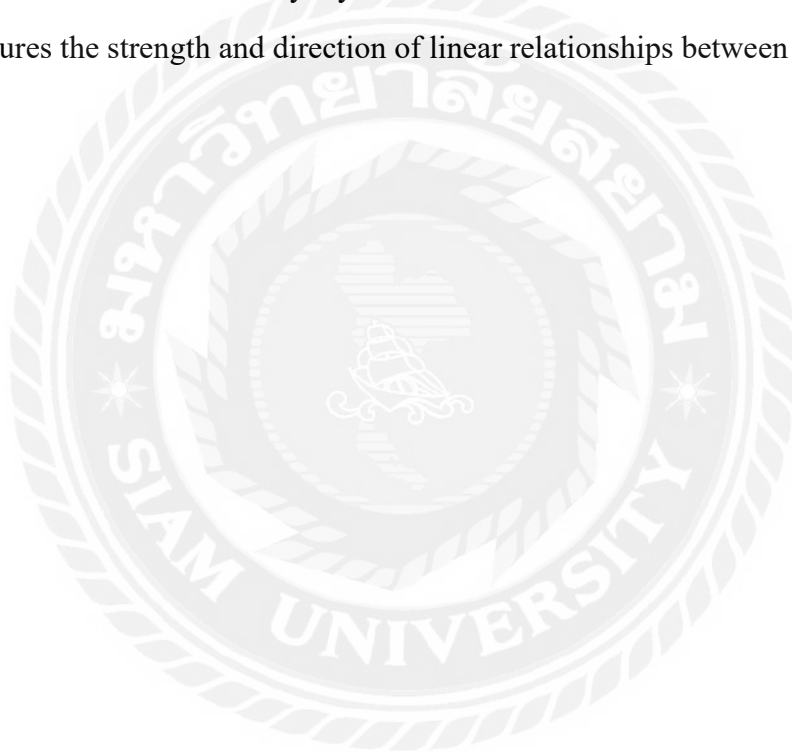 ures the strength and direction of linear relationships between
มหาวิทยาลัยสยาม
SIAM UNIVERSITY